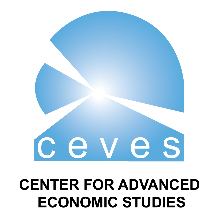 ceves
CENTER FOR ADVANCED
ECONOMIC STUDIES